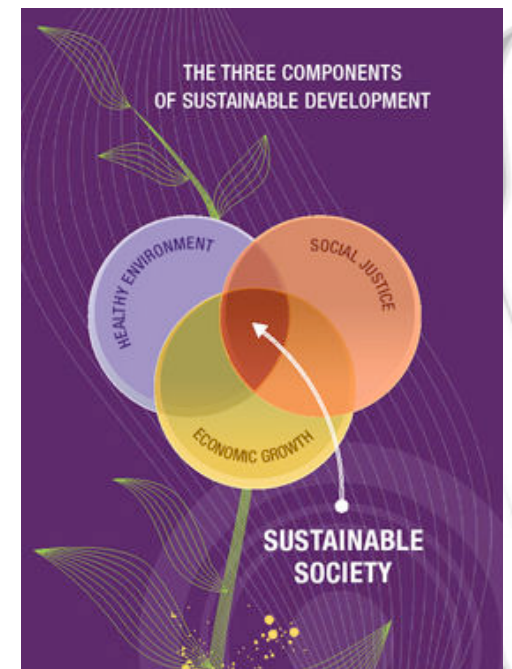 THE THREE COMPONENTS
OF SUSTAINABLE DEVELOPMENT
HEALTHY ENVIRONMENT
SOCIAL JUSTICE
ECONOMIC GROWTH
SUSTAINABLE
SOCIETY